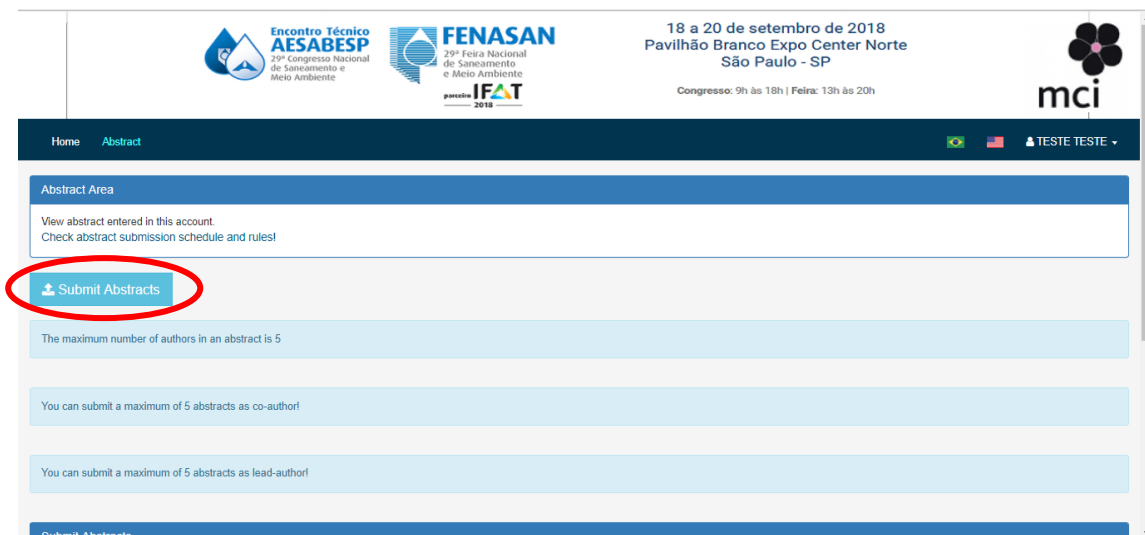 Encontro Técnico
AESABESP
29º Congresso Nacional
de Saneamento e
Meio Ambiente
FENASAN
29ª Feira Nacional
de Saneamento
e Meio Ambiente
parceira IFAT
2018
18 a 20 de setembro de 2018
Pavilhão Branco Expo Center Norte
São Paulo - SP
Congresso: 9h às 18h | Feira: 13h às 20h
mci
Home Abstract TESTE TESTE
Abstract Area
View abstract entered in this account.
Check abstract submission schedule and rules!
Submit Abstracts
The maximum number of authors in an abstract is 5
You can submit a maximum of 5 abstracts as co-author!
You can submit a maximum of 5 abstracts as lead-author!
Submit Abstracts